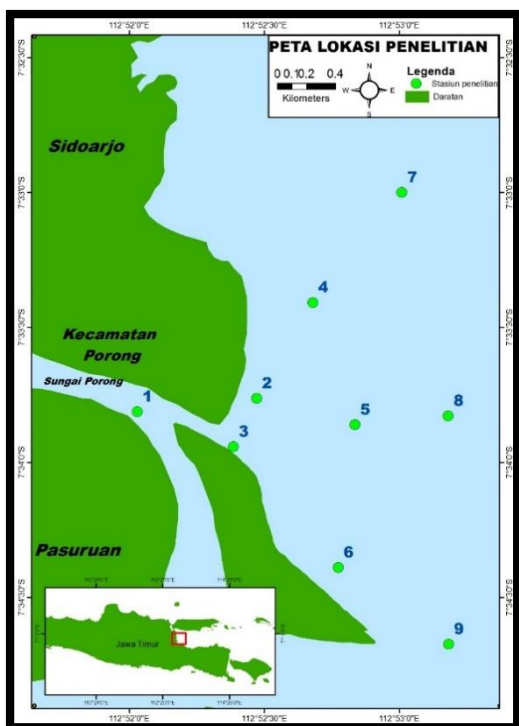 112°52'0"E 112°52'30"E 112°53'0"E
PETA LOKASI PENELITIAN
0 0.10.2 0.4
Kilometers
N
W E
S
Legenda
Stasiun penelitian
Daratan
7°32'30"S 7°32'30"S
Sidoarjo
7
7°33'0"S 7°33'0"S
4
7°33'30"S 7°33'30"S
Kecamatan
Porong
Sungai Porong
1
2
3
5
8
7°34'0"S 7°34'0"S
Pasuruan
6
7°34'30"S 7°34'30"S
Jawa Timur
9
112°52'0"E 112°52'30"E 112°53'0"E